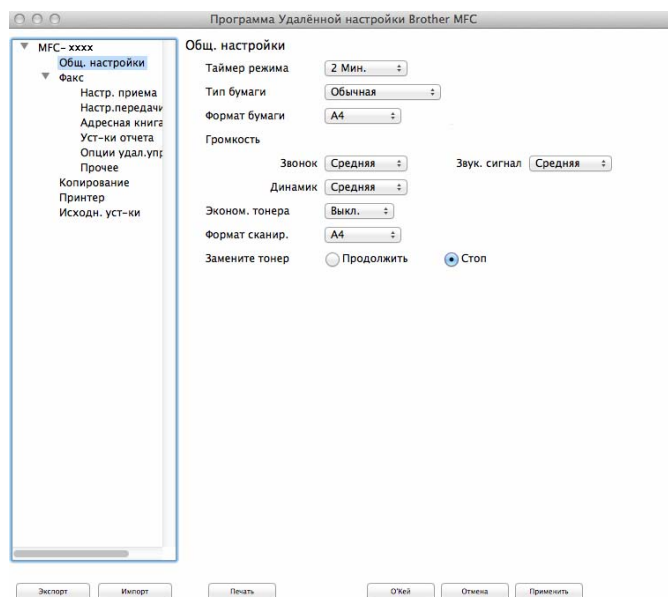 Программа Удалённой настройки Brother MFC
MFC-xxxx
Общ. настройки
Факс
Настр. приема
Настр.передачи
Адресная книга
Уст-ки отчета
Опции удал.упр
Прочее
Копирование
Принтер
Исходн. уст-ки
Общ. настройки
Таймер режима 2 Мин.
Тип бумаги Обычная
Формат бумаги A4
Громкость
Звонок Средняя Звук. сигнал Средняя
Динамик Средняя
Эконом. тонера Выкл.
Формат сканир. A4
Замените тонер Продолжить Стоп
Экспорт Импорт Печать О'Кей Отмена Применить